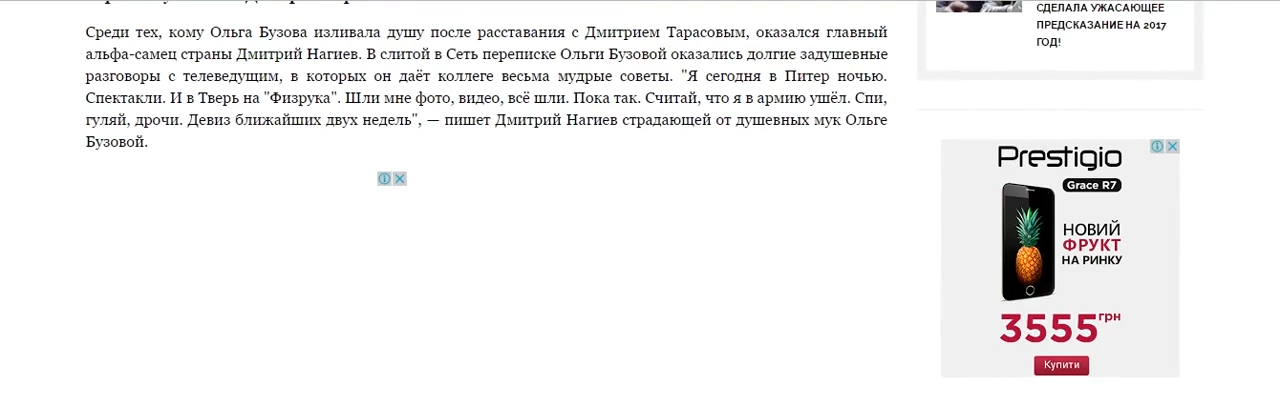 Среди тех, кому Ольга Бузова изливала душу после расставания с Дмитрием Тарасовым, оказался главный
альфа-самец страны Дмитрий Нагиев. В слитой в Сеть переписке Ольги Бузовой оказались долгие задушевные
разговоры с телеведущим, в которых он даёт коллеге весьма мудрые советы. "Я сегодня в Питер ночью.
Спектакли. И в Тверь на "Физрука". Шли мне фото, видео, всё шли. Пока так. Считай, что я в армию ушёл. Спи,
гуляй, дрочи. Девиз ближайших двух недель", — пишет Дмитрий Нагиев страдающей от душевных мук Ольге
Бузовой.
СДЕЛАЛА УЖАСАЮЩЕЕ
ПРЕДСКАЗАНИЕ НА 2017
ГОД!
Prestigio
Grace R7
НОВИЙ
ФРУКТ
НА РИНКУ
3555 грн
Купити